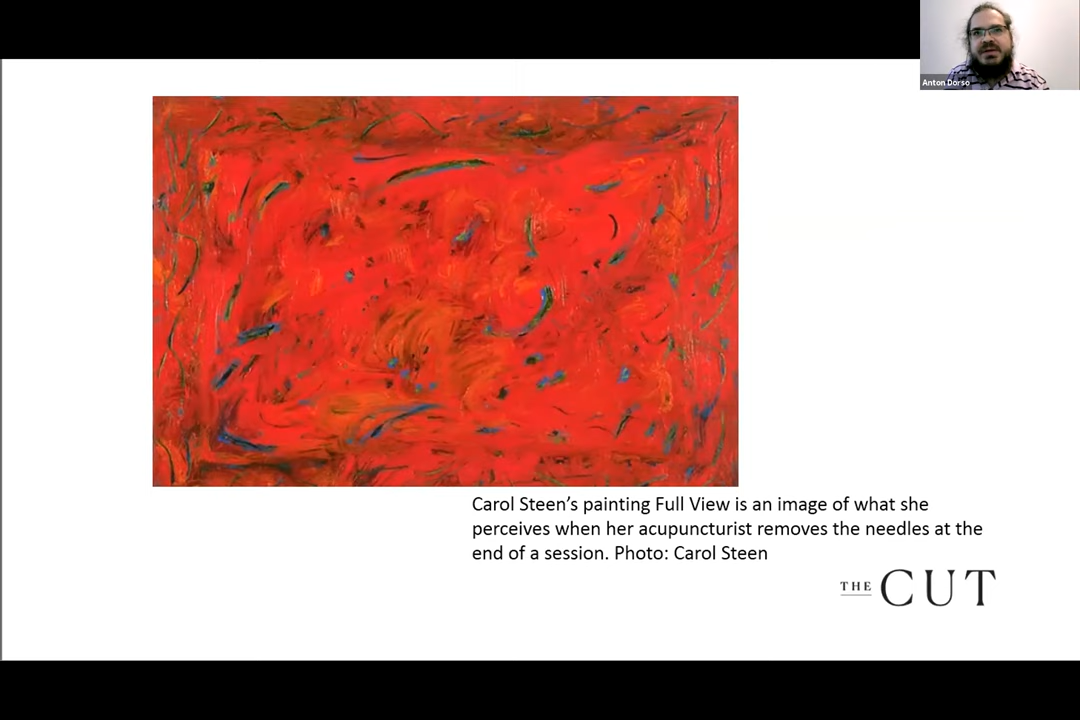 Anton Dorso
Carol Steen’s painting Full View is an image of what she
perceives when her acupuncturist removes the needles at the
end of a session. Photo: Carol Steen
THE CUT